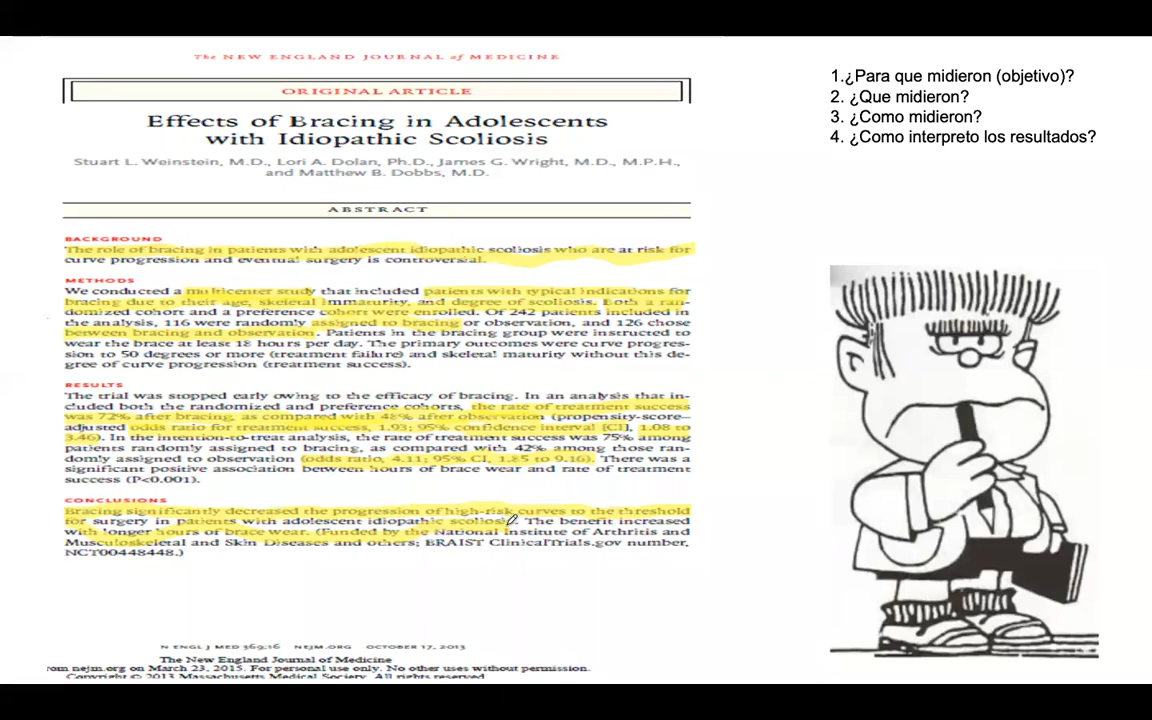 The NEW ENGLAND JOURNAL of MEDICINE
ORIGINAL ARTICLE
Effects of Bracing in Adolescents
with Idiopathic Scoliosis
Stuart L. Weinstein, M.D., Lori A. Dolan, Ph.D., James G. Wright, M.D., M.P.H.,
and Matthew B. Dobbs, M.D.
ABSTRACT
BACKGROUND
The role of bracing in patients with adolescent idiopathic scoliosis who are at risk for
curve progression and eventual surgery is controversial.
METHODS
We conducted a multicenter study that included patients with typical indications for
bracing due to their age, skeletal immaturity, and degree of scoliosis. Both a ran-
domized cohort and a preference cohort were enrolled. Of 242 patients included in
the analysis, 116 were randomly assigned to bracing or observation, and 126 chose
between bracing and observation. Patients in the bracing group were instructed to
wear the brace at least 18 hours per day. The primary outcomes were curve progres-
sion to 50 degrees or more (treatment failure) and skeletal maturity without this de-
gree of curve progression (treatment success).
RESULTS
The trial was stopped early owing to the efficacy of bracing. In an analysis that in-
cluded both the randomized and preference cohorts, the rate of treatment success
was 72% after bracing, as compared with 48% after observation (propensity-score–
adjusted odds ratio for treatment success, 1.93; 95% confidence interval [CI], 1.08 to
3.46). In the intention-to-treat analysis, the rate of treatment success was 75% among
patients randomly assigned to bracing, as compared with 42% among those ran-
domly assigned to observation (odds ratio, 4.11; 95% CI, 1.85 to 9.16). There was a
significant positive association between hours of brace wear and rate of treatment
success (P<0.001).
CONCLUSIONS
Bracing significantly decreased the progression of high-risk curves to the threshold
for surgery in patients with adolescent idiopathic scoliosis. The benefit increased
with longer hours of brace wear. (Funded by the National Institute of Arthritis and
Musculoskeletal and Skin Diseases and others; BRAIST ClinicalTrials.gov number,
NCT00448448.)
N ENGL J MED 369;16 NEJM.ORG OCTOBER 17, 2013
The New England Journal of Medicine
rom nejm.org on March 23, 2015. For personal use only. No other uses without permission.
Copyright © 2013 Massachusetts Medical Society. All rights reserved
1.¿Para que midieron (objetivo)?
2. ¿Que midieron?
3. ¿Como midieron?
4. ¿Como interpreto los resultados?